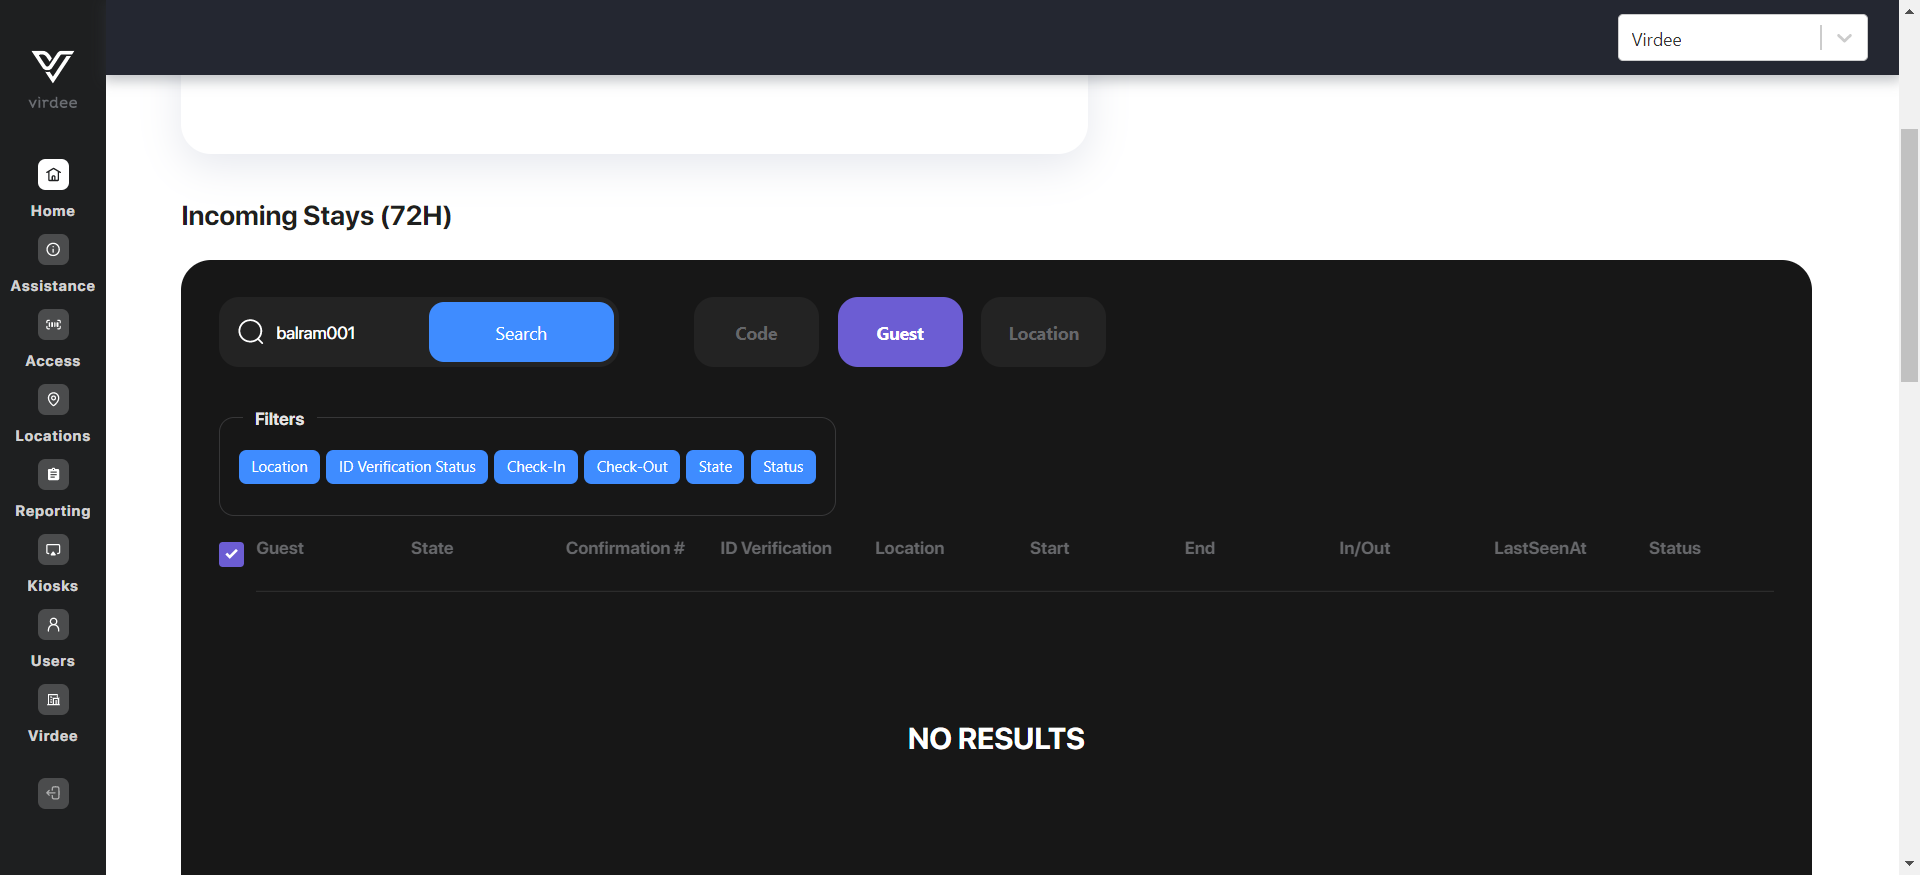 Virdee
virdee
Home
Assistance
Access
Locations
Reporting
Kiosks
Users
Virdee
Incoming Stays (72H)
balram001 Search Code Guest Location
Filters
Location ID Verification Status Check-In Check-Out State Status
Guest State Confirmation # ID Verification Location Start End In/Out LastSeenAt Status
NO RESULTS